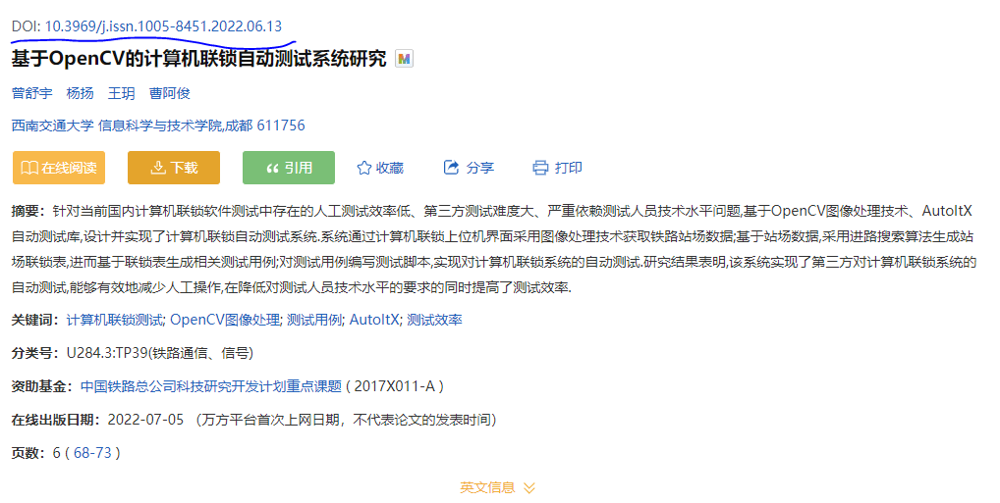 DOI: 10.3969/j.issn.1005-8451.2022.06.13
基于OpenCV的计算机联锁自动测试系统研究 M
曾舒宇 杨扬 王玥 曹阿俊
西南交通大学 信息科学与技术学院,成都 611756
在线阅读 下载 引用 收藏 分享 打印
摘要：针对当前国内计算机联锁软件测试中存在的人工测试效率低、第三方测试难度大、严重依赖测试人员技术水平问题,基于OpenCV图像处理技术、AutoItX
自动测试库,设计并实现了计算机联锁自动测试系统.系统通过计算机联锁上位机界面采用图像处理技术获取铁路站场数据;基于站场数据,采用进路搜索算法生成站
场联锁表,进而基于联锁表生成相关测试用例;对测试用例编写测试脚本,实现对计算机联锁系统的自动测试.研究结果表明,该系统实现了第三方对计算机联锁系统的
自动测试,能够有效地减少人工操作,在降低对测试人员技术水平的要求的同时提高了测试效率.
关键词：计算机联锁测试; OpenCV图像处理; 测试用例; AutoItX; 测试效率
分类号：U284.3:TP39(铁路通信、信号)
资助基金：中国铁路总公司科技研究开发计划重点课题 ( 2017X011-A )
在线出版日期：2022-07-05 （万方平台首次上网日期，不代表论文的发表时间）
页数：6 ( 68-73 )
英文信息